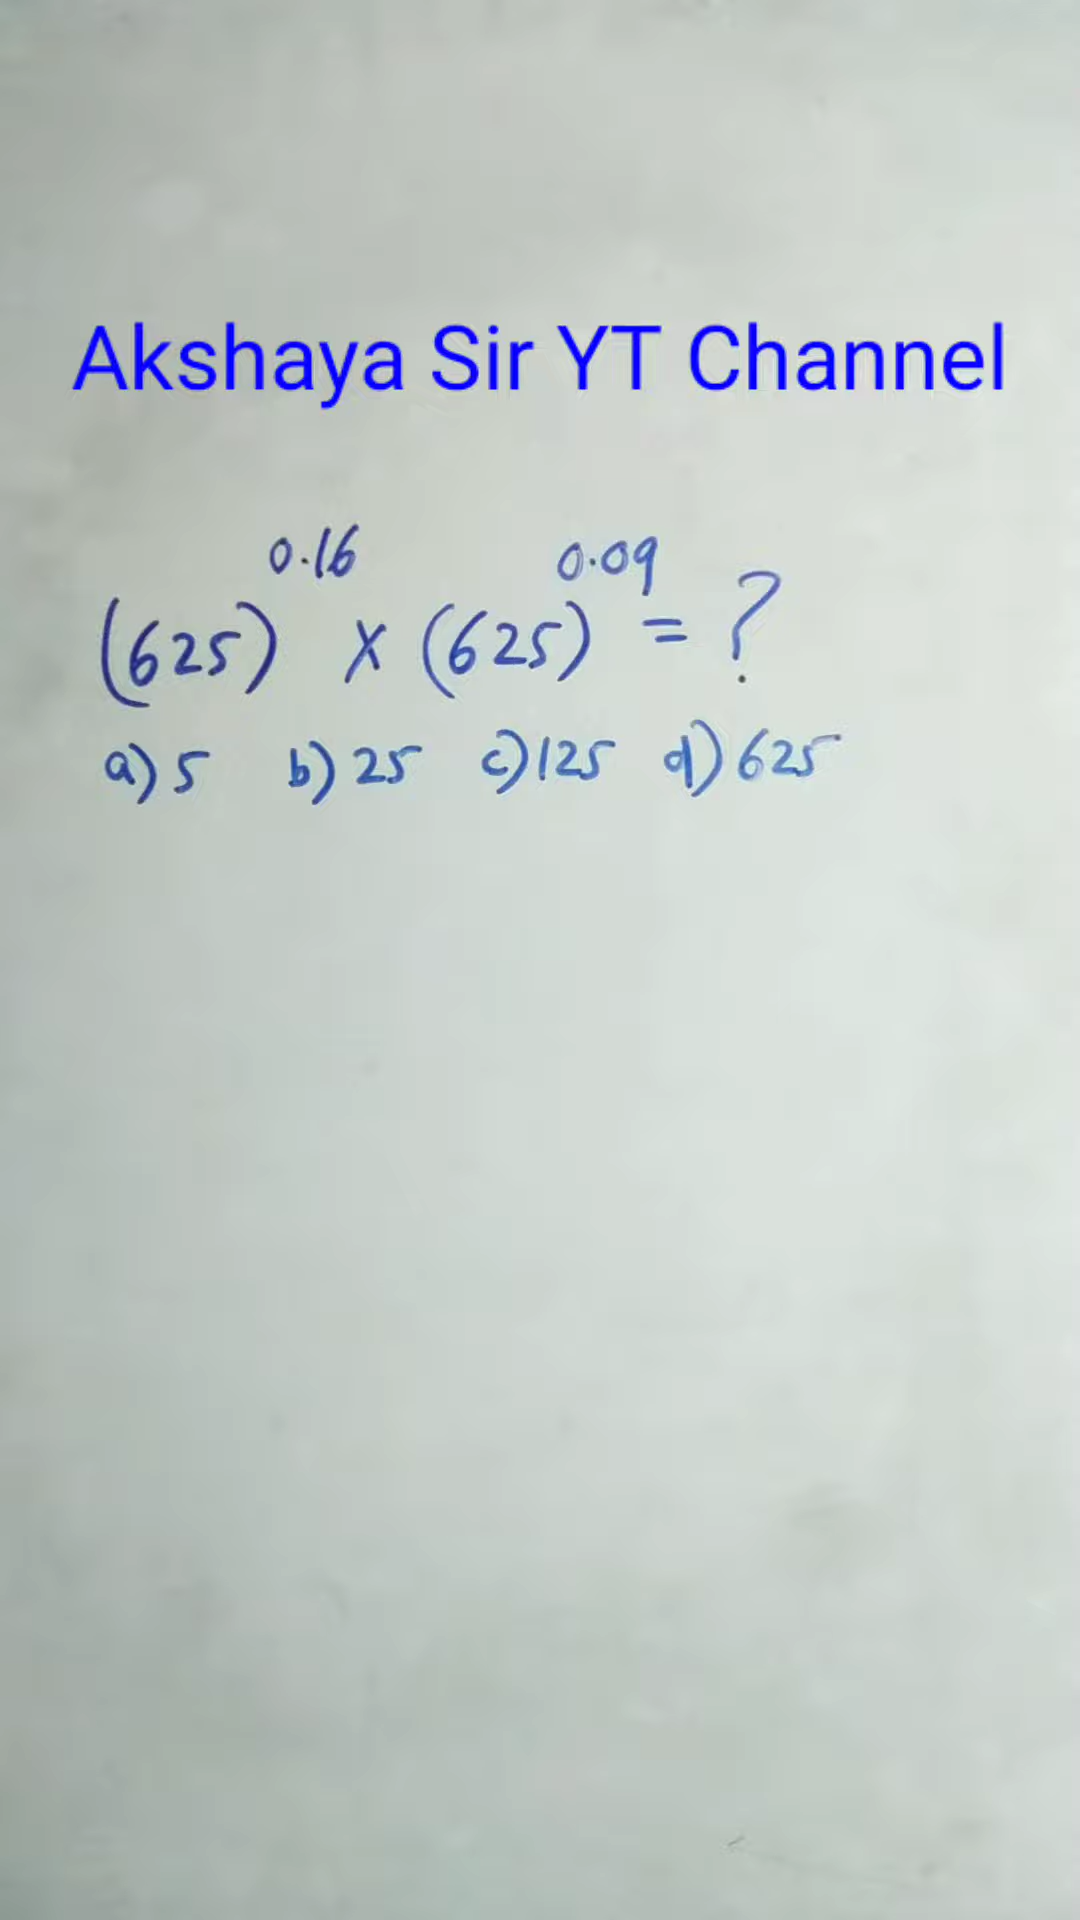 Akshaya Sir YT Channel
(625)^0.16 x (625)^0.09 = ?
a) 5 b) 25 c) 125 d) 625